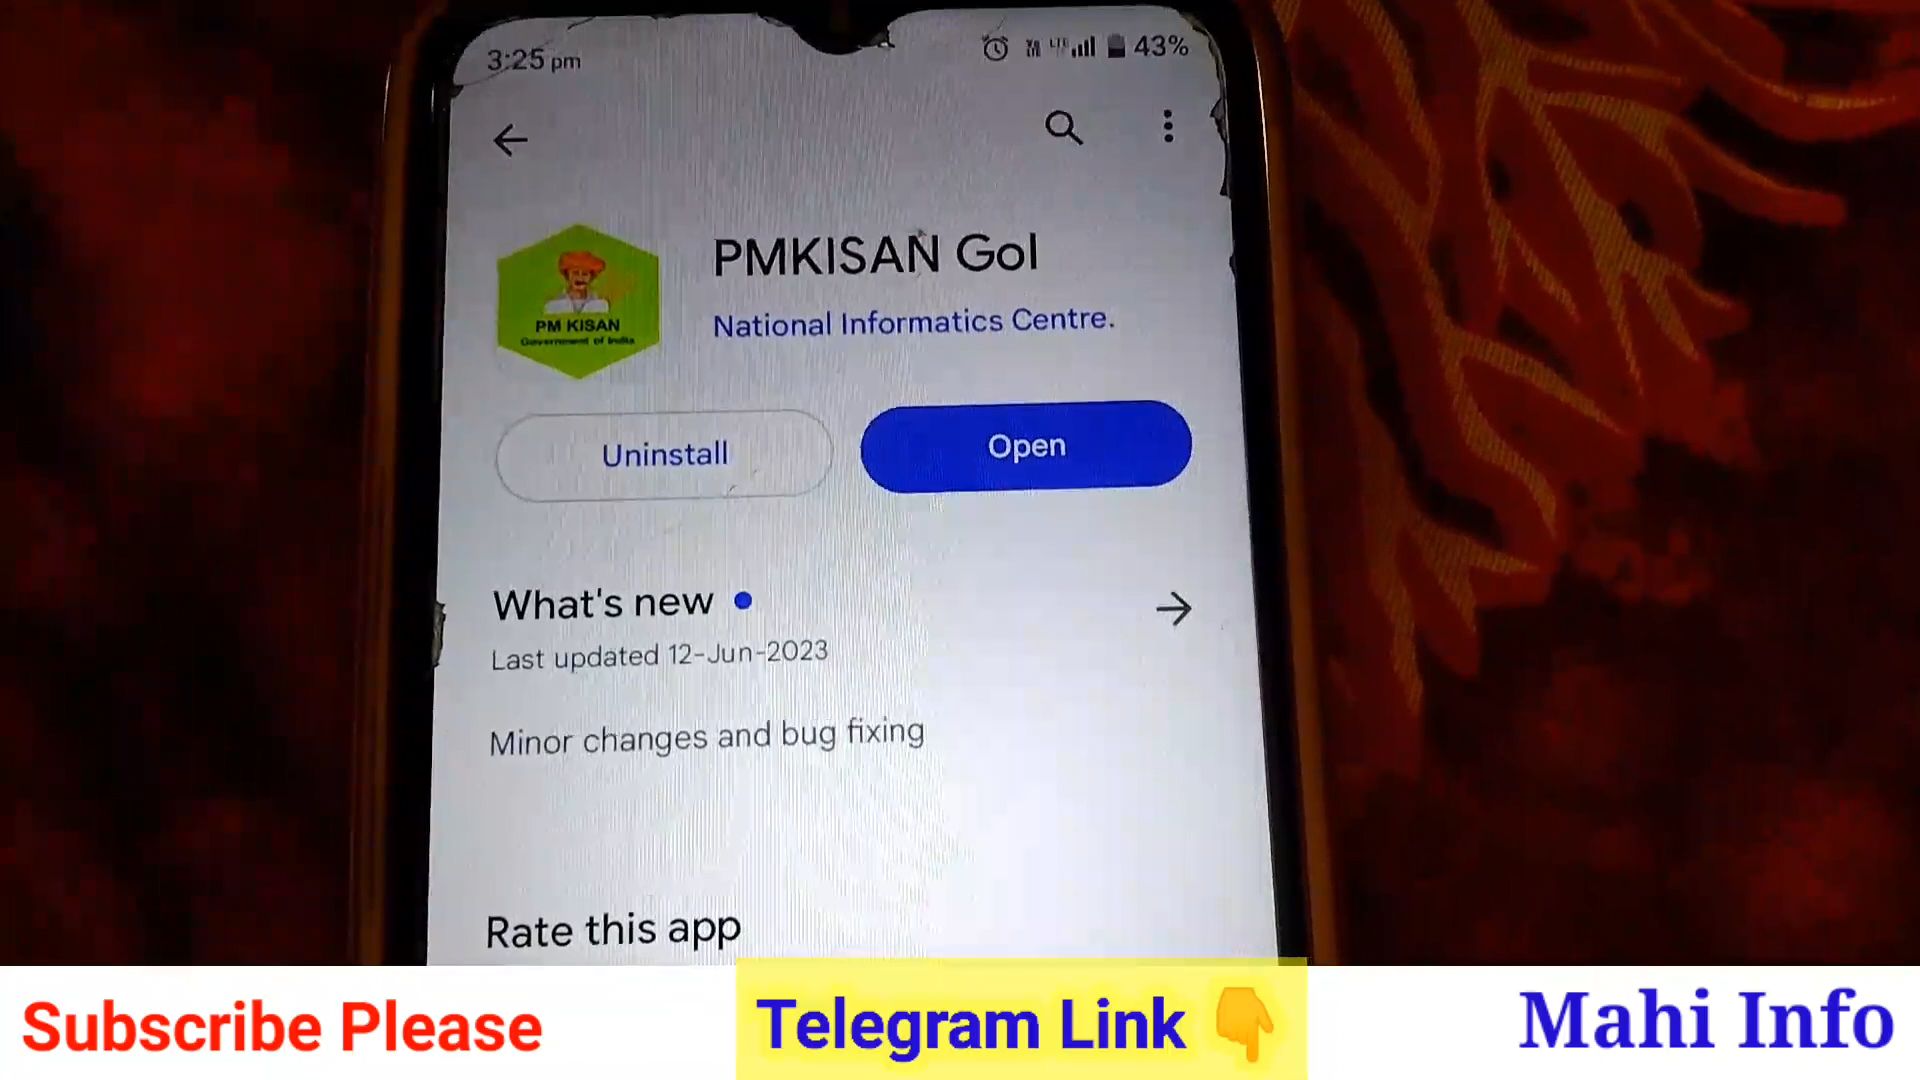 3:25 pm
LTE 43%
PMKISAN GoI
National Informatics Centre.
PM KISAN
Government of India
Uninstall
Open
What's new
Last updated 12-Jun-2023
Minor changes and bug fixing
Rate this app
Subscribe Please
Telegram Link 👇
Mahi Info